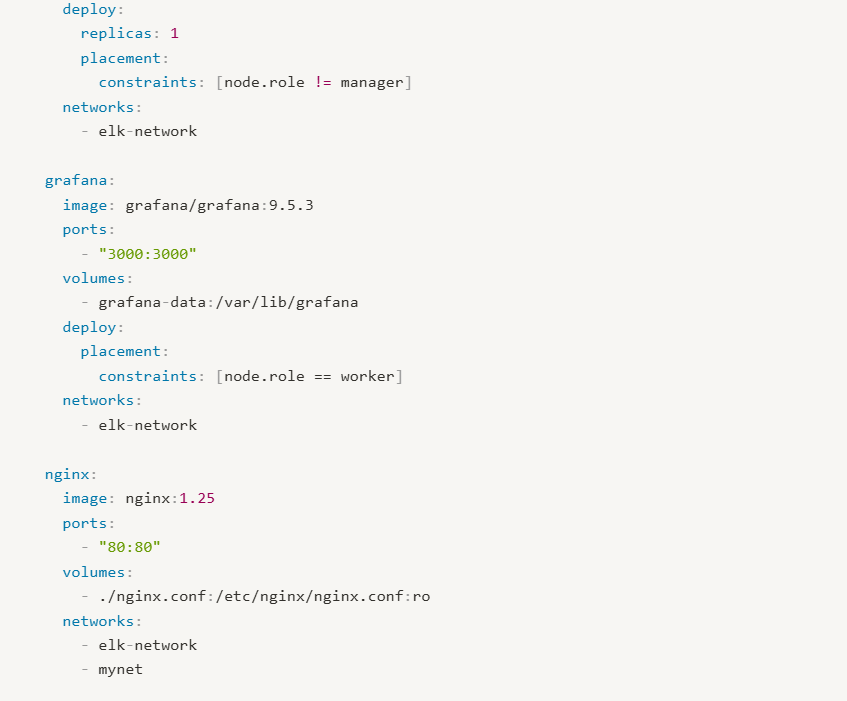 deploy:
replicas: 1
placement:
constraints: [node.role != manager]
networks:
- elk-network
grafana:
image: grafana/grafana:9.5.3
ports:
- "3000:3000"
volumes:
- grafana-data:/var/lib/grafana
deploy:
placement:
constraints: [node.role == worker]
networks:
- elk-network
nginx:
image: nginx:1.25
ports:
- "80:80"
volumes:
- ./nginx.conf:/etc/nginx/nginx.conf:ro
networks:
- elk-network
- mynet